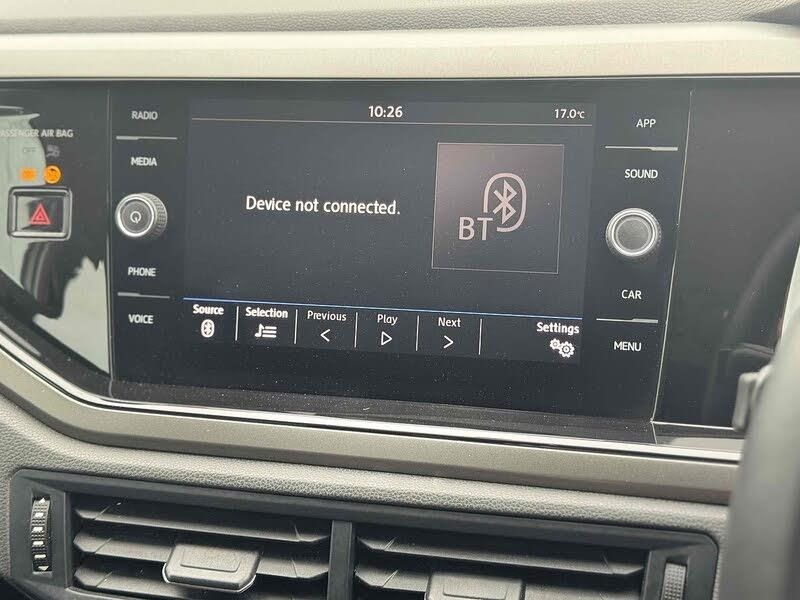 PASSENGER AIR BAG
OFF
RADIO
MEDIA
PHONE
VOICE
10:26
17.0°C
Device not connected.
BT
Source
Selection
Previous
Play
Next
Settings
APP
SOUND
CAR
MENU